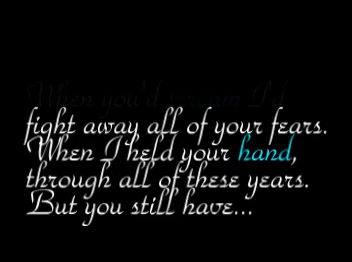 When you'd scream I'd
fight away all of your fears.
When I held your hand,
through all of these years.
But you still have...